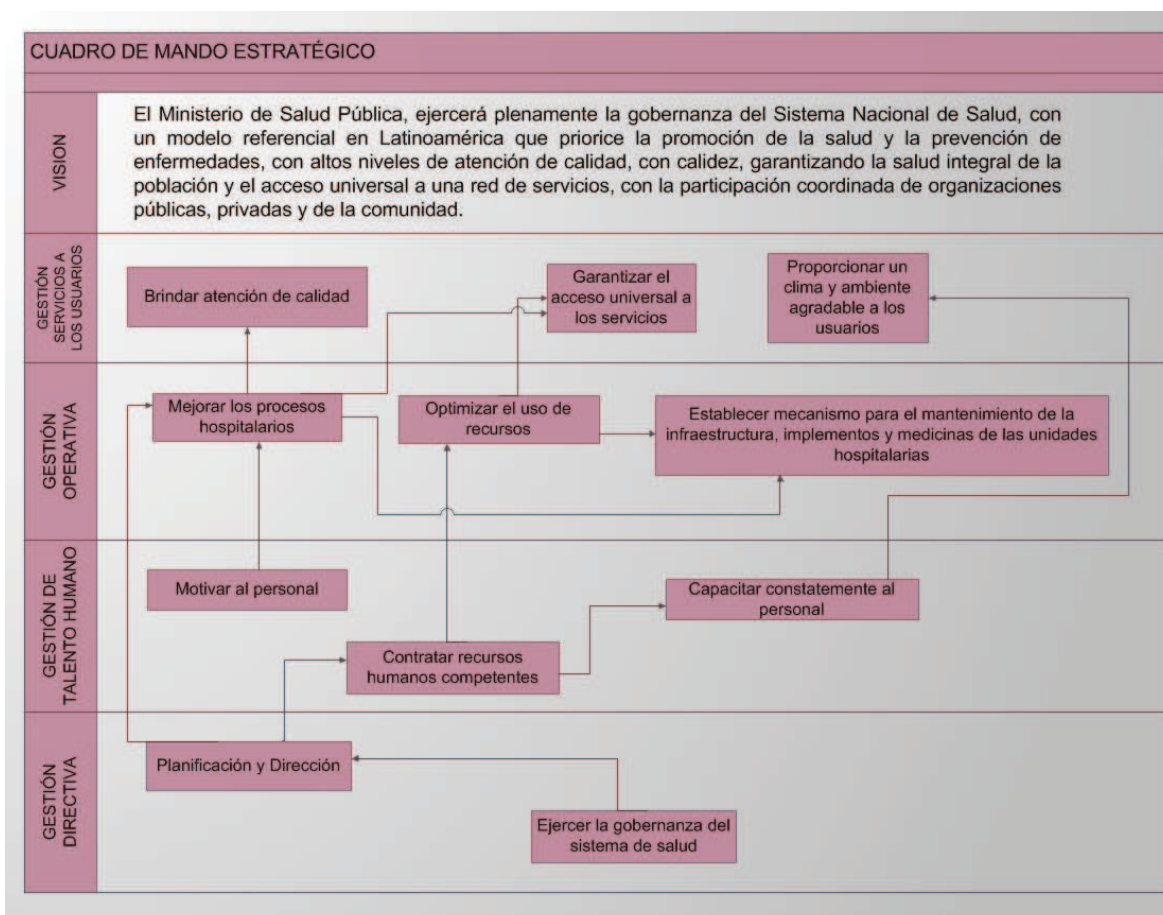 CUADRO DE MANDO ESTRATÉGICO
VISION
El Ministerio de Salud Pública, ejercerá plenamente la gobernanza del Sistema Nacional de Salud, con
un modelo referencial en Latinoamérica que priorice la promoción de la salud y la prevención de
enfermedades, con altos niveles de atención de calidad, con calidez, garantizando la salud integral de la
población y el acceso universal a una red de servicios, con la participación coordinada de organizaciones
públicas, privadas y de la comunidad.
GESTIÓN
SERVICIOS A
LOS USUARIOS
Brindar atención de calidad
Garantizar el
acceso universal a
los servicios
Proporcionar un
clima y ambiente
agradable a los
usuarios
GESTIÓN
OPERATIVA
Mejorar los procesos
hospitalarios
Optimizar el uso de
recursos
Establecer mecanismo para el mantenimiento de la
infraestructura, implementos y medicinas de las unidades
hospitalarias
GESTIÓN DE
TALENTO HUMANO
Motivar al personal
Capacitar constatemente al
personal
Contratar recursos
humanos competentes
GESTIÓN
DIRECTIVA
Planificación y Dirección
Ejercer la gobernanza del
sistema de salud